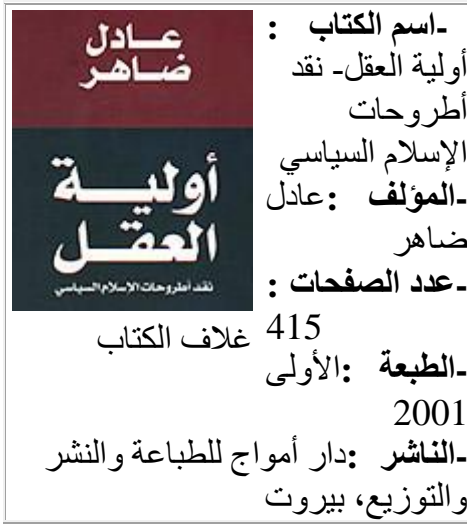 -اسم الكتاب :
أولية العقل- نقد
أطروحات
الإسلام السياسي
-المؤلف :عادل
ضاهر
-عدد الصفحات :
415
-الطبعة :الأولى
2001
-الناشر :دار أمواج للطباعة والنشر
والتوزيع، بيروت
عادل
ضاهر
أولية
العقل
نقد أطروحات الإسلام السياسي
غلاف الكتاب